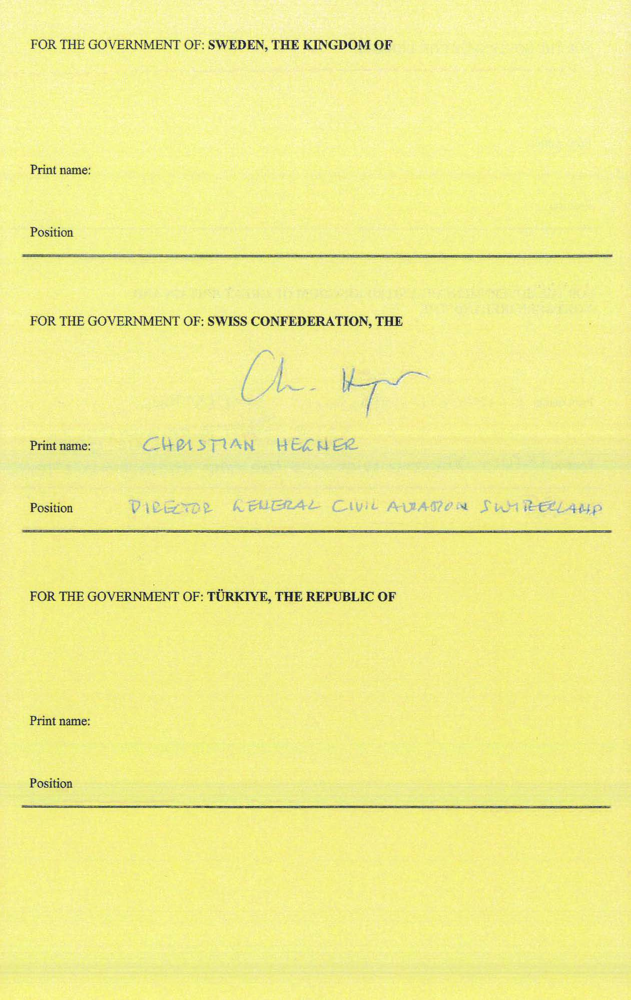 FOR THE GOVERNMENT OF: SWEDEN, THE KINGDOM OF
Print name:
Position
FOR THE GOVERNMENT OF: SWISS CONFEDERATION, THE
Ch. Hegner
Print name: CHRISTIAN HEGNER
Position DIRECTOR GENERAL CIVIL AVIATION SWITZERLAND
FOR THE GOVERNMENT OF: TÜRKIYE, THE REPUBLIC OF
Print name:
Position